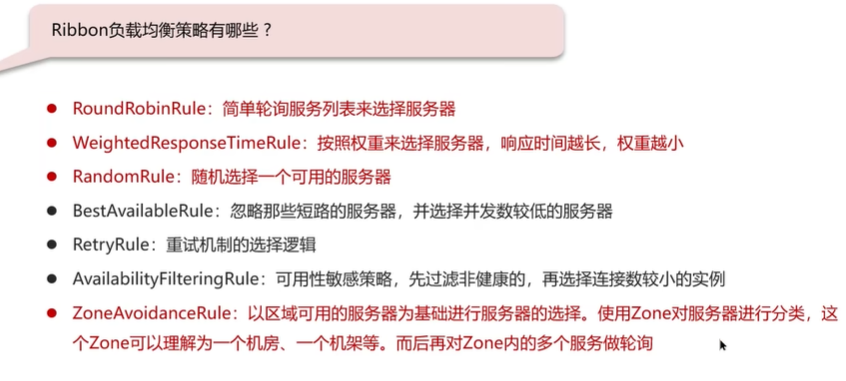 Ribbon负载均衡策略有哪些？
RoundRobinRule：简单轮询服务列表来选择服务器
WeightedResponseTimeRule：按照权重来选择服务器，响应时间越长，权重越小
RandomRule：随机选择一个可用的服务器
BestAvailableRule：忽略那些短路的服务器，并选择并发数较低的服务器
RetryRule：重试机制的选择逻辑
AvailabilityFilteringRule：可用性敏感策略，先过滤非健康的，再选择连接数较小的实例
ZoneAvoidanceRule：以区域可用的服务器为基础进行服务器的选择。使用Zone对服务器进行分类，这
个Zone可以理解为一个机房、一个机架等。而后再对Zone内的多个服务做轮询